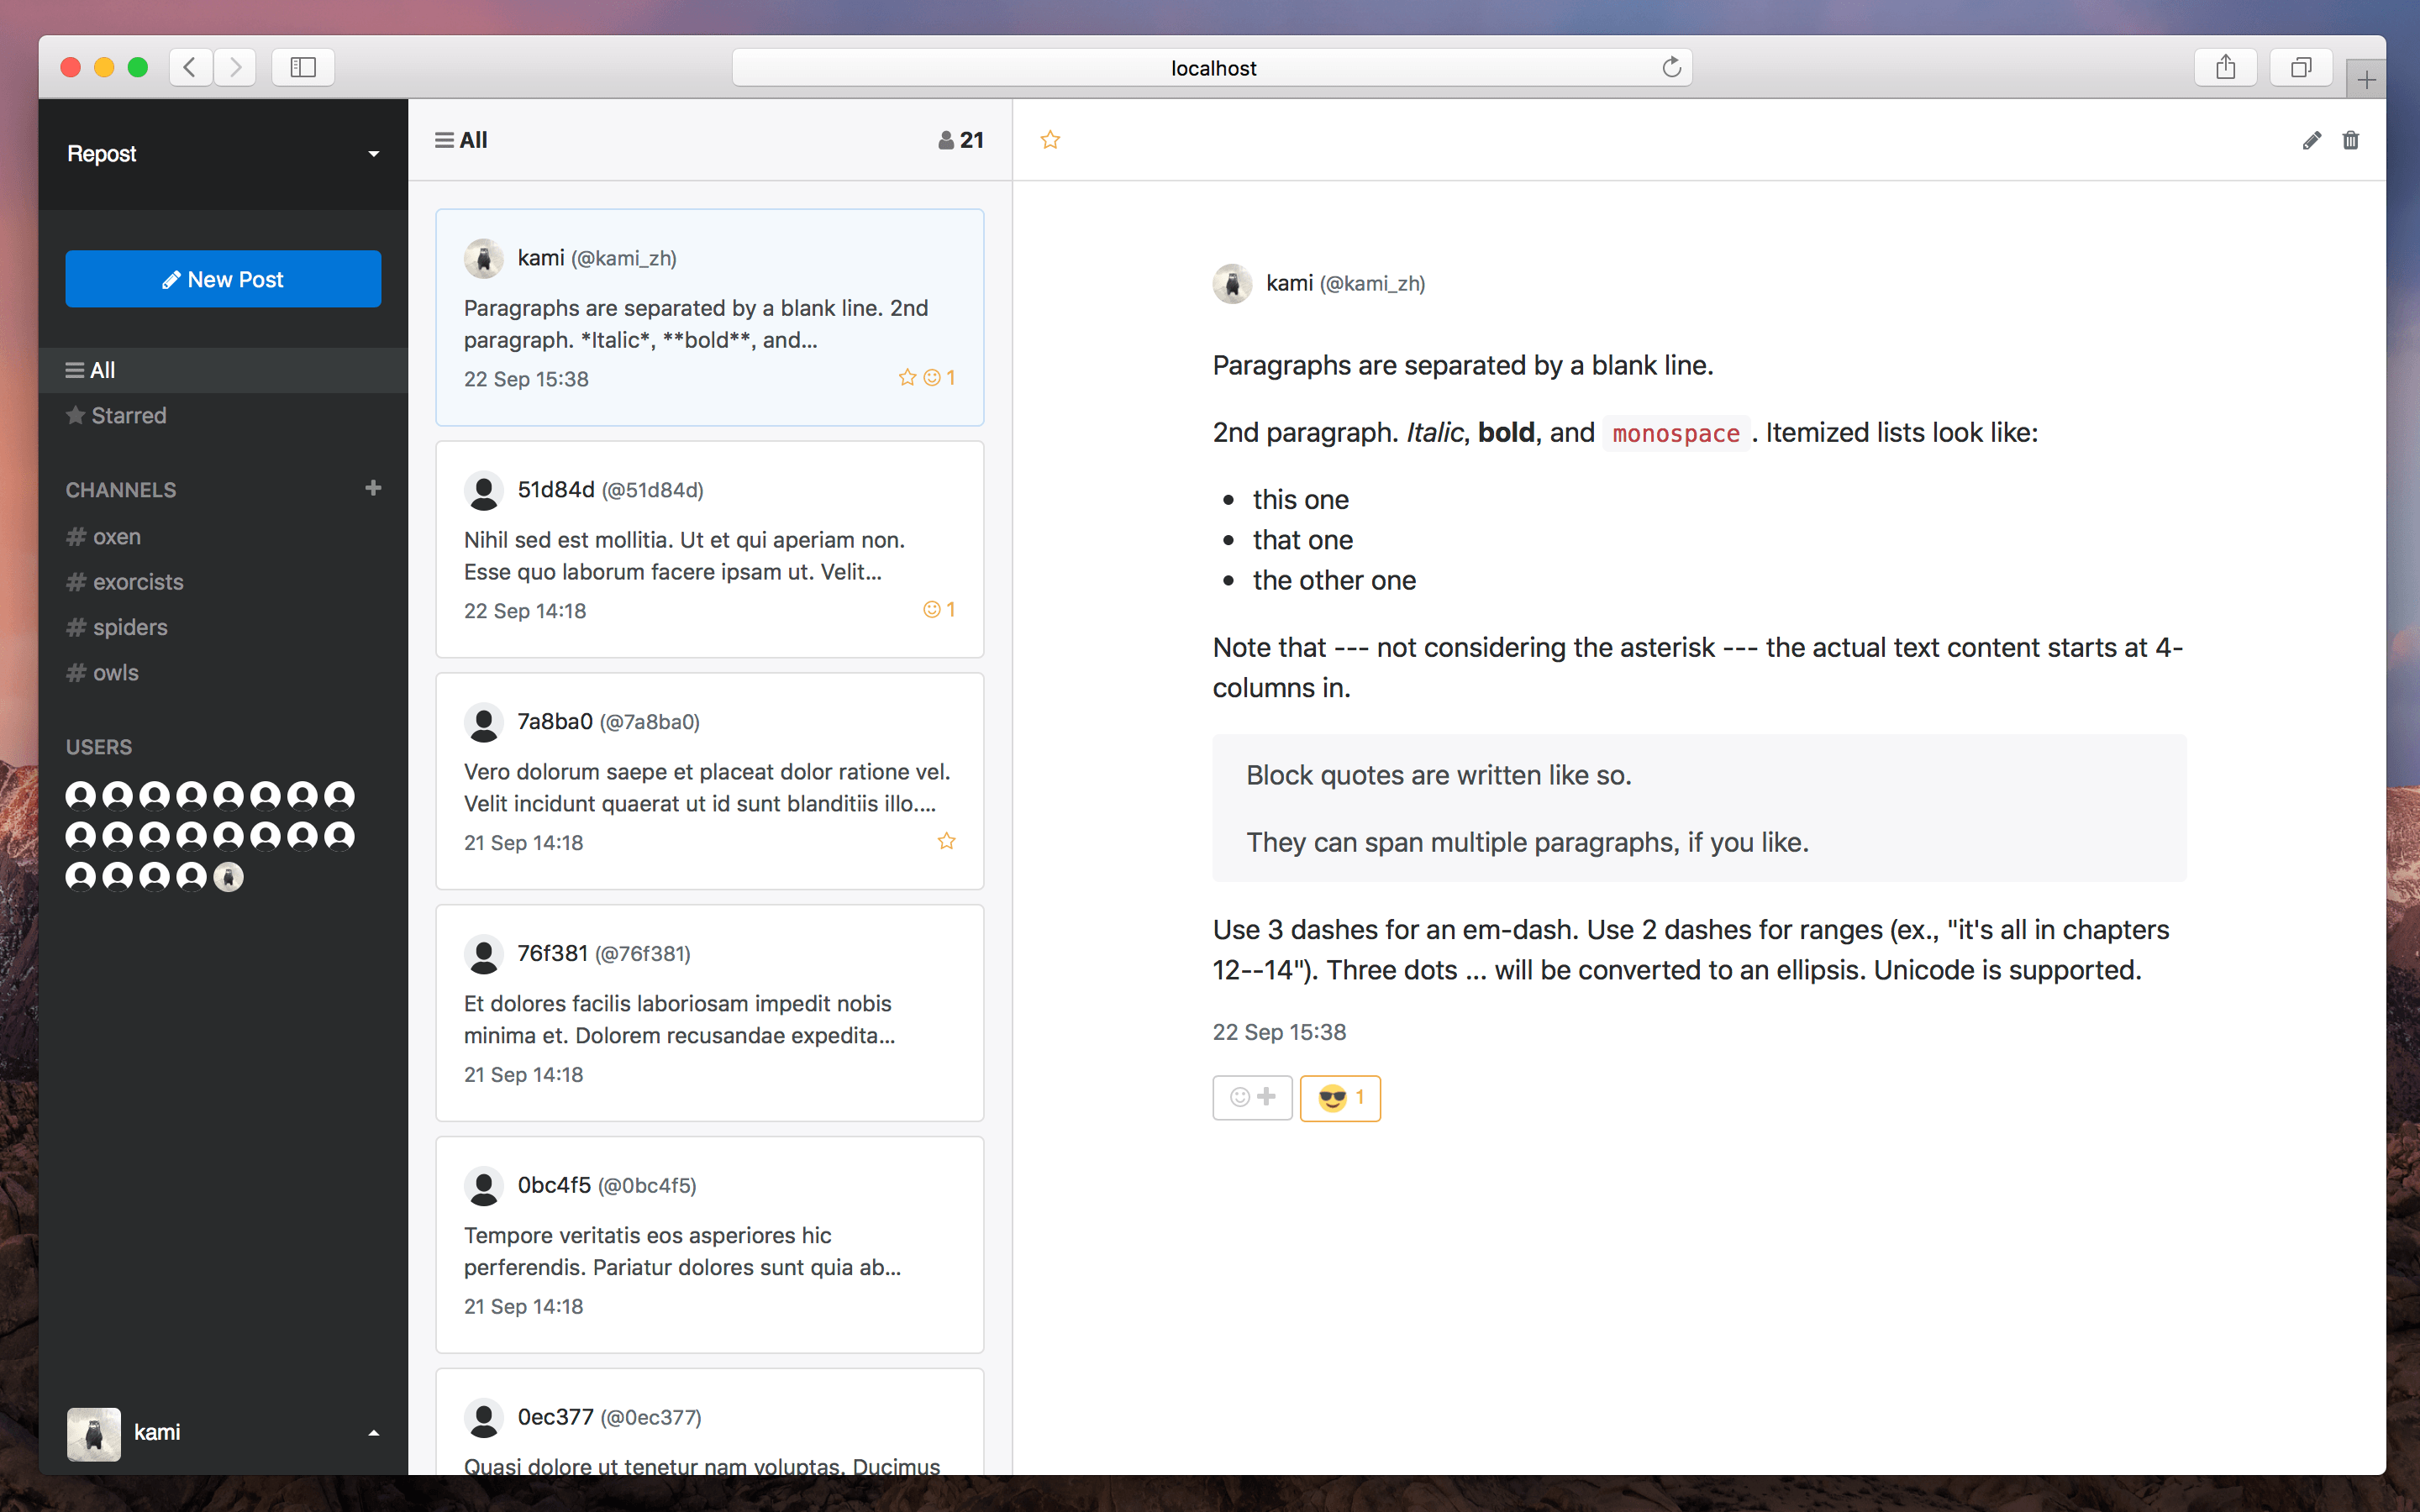 localhost
Repost
New Post
All
Starred
CHANNELS
# oxen
# exorcists
# spiders
# owls
USERS
kami
All
21
kami (@kami_zh)
Paragraphs are separated by a blank line. 2nd
paragraph. *Italic*, **bold**, and...
22 Sep 15:38
1
51d84d (@51d84d)
Nihil sed est mollitia. Ut et qui aperiam non.
Esse quo laborum facere ipsam ut. Velit...
22 Sep 14:18
1
7a8ba0 (@7a8ba0)
Vero dolorum saepe et placeat dolor ratione vel.
Velit incidunt quaerat ut id sunt blanditiis illo....
21 Sep 14:18
76f381 (@76f381)
Et dolores facilis laboriosam impedit nobis
minima et. Dolorem recusandae expedita...
21 Sep 14:18
0bc4f5 (@0bc4f5)
Tempore veritatis eos asperiores hic
perferendis. Pariatur dolores sunt quia ab...
21 Sep 14:18
0ec377 (@0ec377)
Quasi dolore ut tenetur nam voluptas. Ducimus
kami (@kami_zh)
Paragraphs are separated by a blank line.
2nd paragraph. Italic, bold, and monospace . Itemized lists look like:
• this one
• that one
• the other one
Note that --- not considering the asterisk --- the actual text content starts at 4-
columns in.
Block quotes are written like so.
They can span multiple paragraphs, if you like.
Use 3 dashes for an em-dash. Use 2 dashes for ranges (ex., "it's all in chapters
12--14"). Three dots ... will be converted to an ellipsis. Unicode is supported.
22 Sep 15:38
😎 1